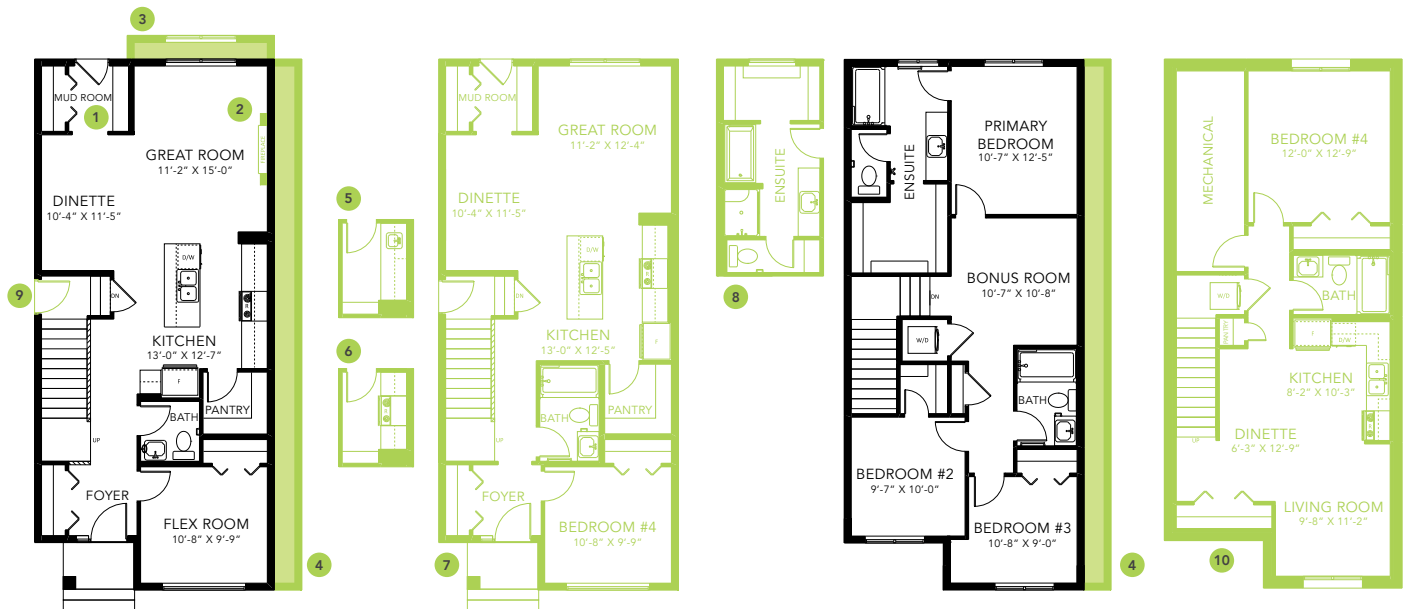 3
MUD ROOM
1
2
FIREPLACE
GREAT ROOM
11'-2" X 15'-0"
DINETTE
10'-4" X 11'-5"
D/W
9
DN
KITCHEN
13'-0" X 12'-7"
F
PANTRY
BATH
UP
FOYER
FLEX ROOM
10'-8" X 9'-9"
4
5
6
MUD ROOM
GREAT ROOM
11'-2" X 12'-4"
DINETTE
10'-4" X 11'-5"
D/W
DN
KITCHEN
13'-0" X 12'-5"
F
BATH
PANTRY
UP
FOYER
BEDROOM #4
10'-8" X 9'-9"
7
ENSUITE
8
PRIMARY
BEDROOM
10'-7" X 12'-5"
ENSUITE
BONUS ROOM
10'-7" X 10'-8"
DN
W/D
BATH
BEDROOM #2
9'-7" X 10'-0"
BEDROOM #3
10'-8" X 9'-0"
4
MECHANICAL
BEDROOM #4
12'-0" X 12'-9"
W/D
BATH
PANTRY
F
D/W
KITCHEN
8'-2" X 10'-3"
UP
DINETTE
6'-3" X 12'-9"
LIVING ROOM
9'-8" X 11'-2"
10